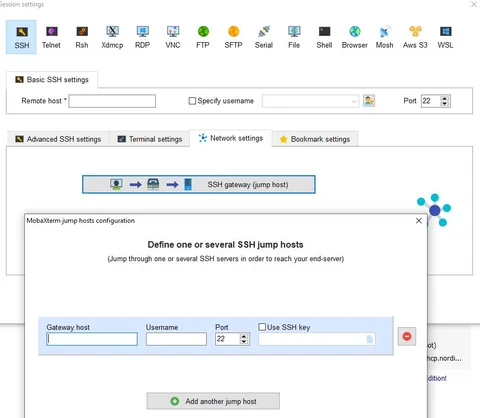 Session settings
SSH Telnet Rsh Xdmcp RDP VNC FTP SFTP Serial File Shell Browser Mosh Aws S3 WSL
Basic SSH settings
Remote host * Specify username Port 22
Advanced SSH settings Terminal settings Network settings Bookmark settings
SSH gateway (jump host)
MobaXterm jump hosts configuration
Define one or several SSH jump hosts
(Jump through one or several SSH servers in order to reach your end-server)
Gateway host Username Port Use SSH key
22
Add another jump host
ot)
hcp.nordi...
dition!